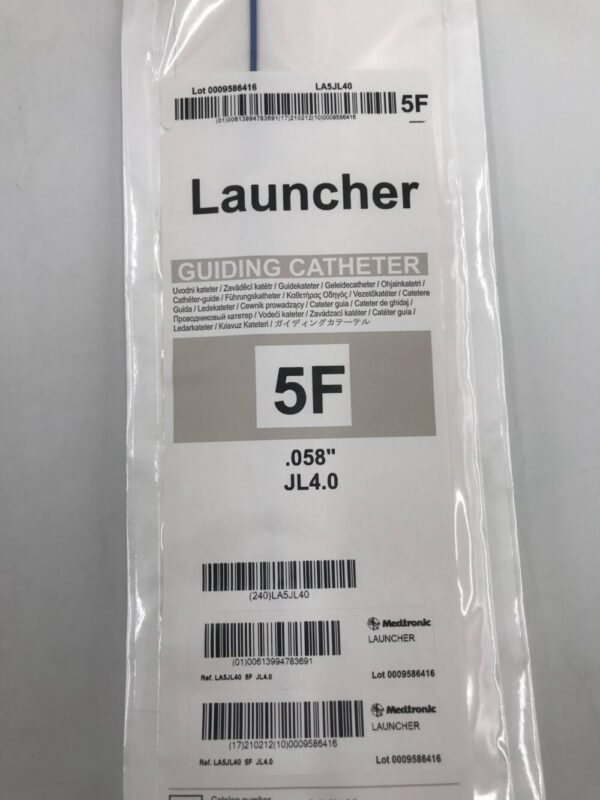 Lot 0009586416 LA5JL40
5F
(01)00613994783691(17)210212(10)0009586416
Launcher
GUIDING CATHETER
Uvodni kateter / Zaváděcí katétr / Guidekateter / Geleidecatheter / Ohjainkatetri /
Cathéter-guide / Führungskatheter / Καθετήρας Οδηγός / Vezetőkatéter / Catetere
Guida / Ledekateter / Cewnik prowadzący / Cateter guia / Cateter de ghidaj /
Проводниковый катетер / Vodeći kateter / Zavádzací katéter / Catéter guía /
Ledarkateter / Kılavuz Kateteri / ガイディングカテーテル
5F
.058"
JL4.0
(240)LA5JL40
Medtronic
LAUNCHER
(01)00613994783691
Ref. LA5JL40 5F JL4.0 Lot 0009586416
Medtronic
LAUNCHER
(17)210212(10)0009586416
Ref. LA5JL40 5F JL4.0 Lot 0009586416
Catalog number